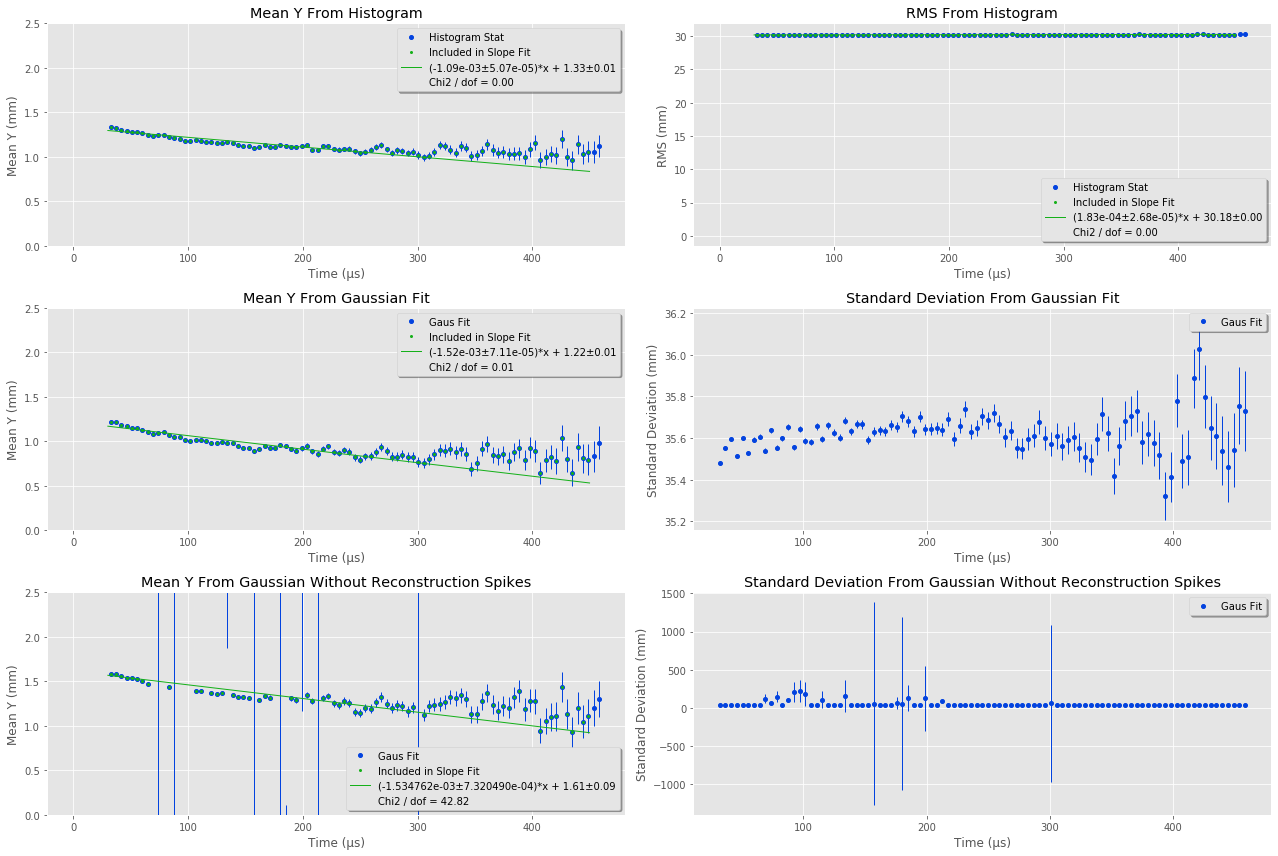 Mean Y From Histogram
2.5
2.0
1.5
1.0
0.5
0.0
Mean Y (mm)
Histogram Stat
Included in Slope Fit
(-1.09e-03±5.07e-05)*x + 1.33±0.01
Chi2 / dof = 0.00
0
100
200
300
400
Time (μs)
RMS From Histogram
30
25
20
15
10
5
0
RMS (mm)
Histogram Stat
Included in Slope Fit
(1.83e-04±2.68e-05)*x + 30.18±0.00
Chi2 / dof = 0.00
0
100
200
300
400
Time (μs)
Mean Y From Gaussian Fit
2.5
2.0
1.5
1.0
0.5
0.0
Mean Y (mm)
Gaus Fit
Included in Slope Fit
(-1.52e-03±7.11e-05)*x + 1.22±0.01
Chi2 / dof = 0.01
0
100
200
300
400
Time (μs)
Standard Deviation From Gaussian Fit
36.2
36.0
35.8
35.6
35.4
35.2
Standard Deviation (mm)
Gaus Fit
100
200
300
400
Time (μs)
Mean Y From Gaussian Without Reconstruction Spikes
2.5
2.0
1.5
1.0
0.5
0.0
Mean Y (mm)
Gaus Fit
Included in Slope Fit
(-1.534762e-03±7.320490e-04)*x + 1.61±0.09
Chi2 / dof = 42.82
0
100
200
300
400
Time (μs)
Standard Deviation From Gaussian Without Reconstruction Spikes
1500
1000
500
0
−500
−1000
Standard Deviation (mm)
Gaus Fit
100
200
300
400
Time (μs)